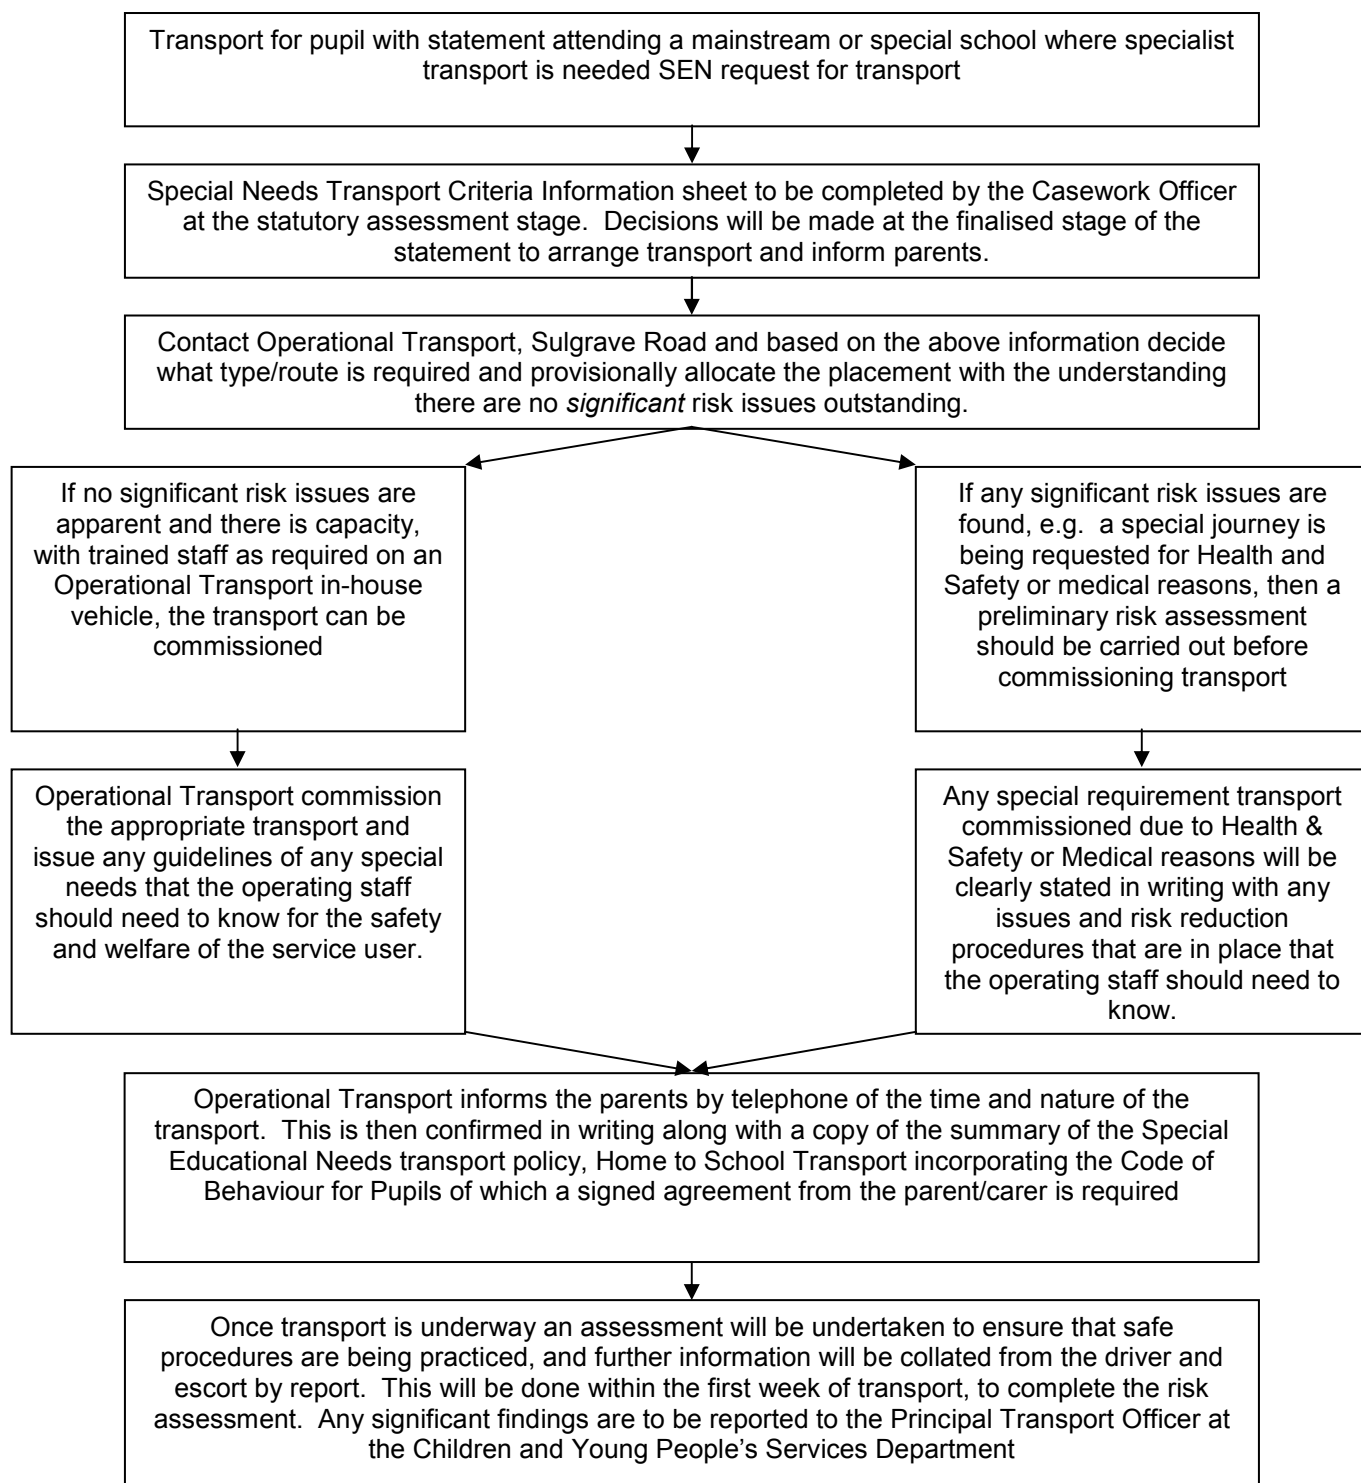 Transport for pupil with statement attending a mainstream or special school where specialist
transport is needed SEN request for transport
Special Needs Transport Criteria Information sheet to be completed by the Casework Officer
at the statutory assessment stage.  Decisions will be made at the finalised stage of the
statement to arrange transport and inform parents.
Contact Operational Transport, Sulgrave Road and based on the above information decide
what type/route is required and provisionally allocate the placement with the understanding
there are no significant risk issues outstanding.
If no significant risk issues are
apparent and there is capacity,
with trained staff as required on an
Operational Transport in-house
vehicle, the transport can be
commissioned
If any significant risk issues are
found, e.g.  a special journey is
being requested for Health and
Safety or medical reasons, then a
preliminary risk assessment
should be carried out before
commissioning transport
Operational Transport commission
the appropriate transport and
issue any guidelines of any special
needs that the operating staff
should need to know for the safety
and welfare of the service user.
Any special requirement transport
commissioned due to Health &
Safety or Medical reasons will be
clearly stated in writing with any
issues and risk reduction
procedures that are in place that
the operating staff should need to
know.
Operational Transport informs the parents by telephone of the time and nature of the
transport.  This is then confirmed in writing along with a copy of the summary of the Special
Educational Needs transport policy, Home to School Transport incorporating the Code of
Behaviour for Pupils of which a signed agreement from the parent/carer is required
Once transport is underway an assessment will be undertaken to ensure that safe
procedures are being practiced, and further information will be collated from the driver and
escort by report.  This will be done within the first week of transport, to complete the risk
assessment.  Any significant findings are to be reported to the Principal Transport Officer at
the Children and Young People's Services Department